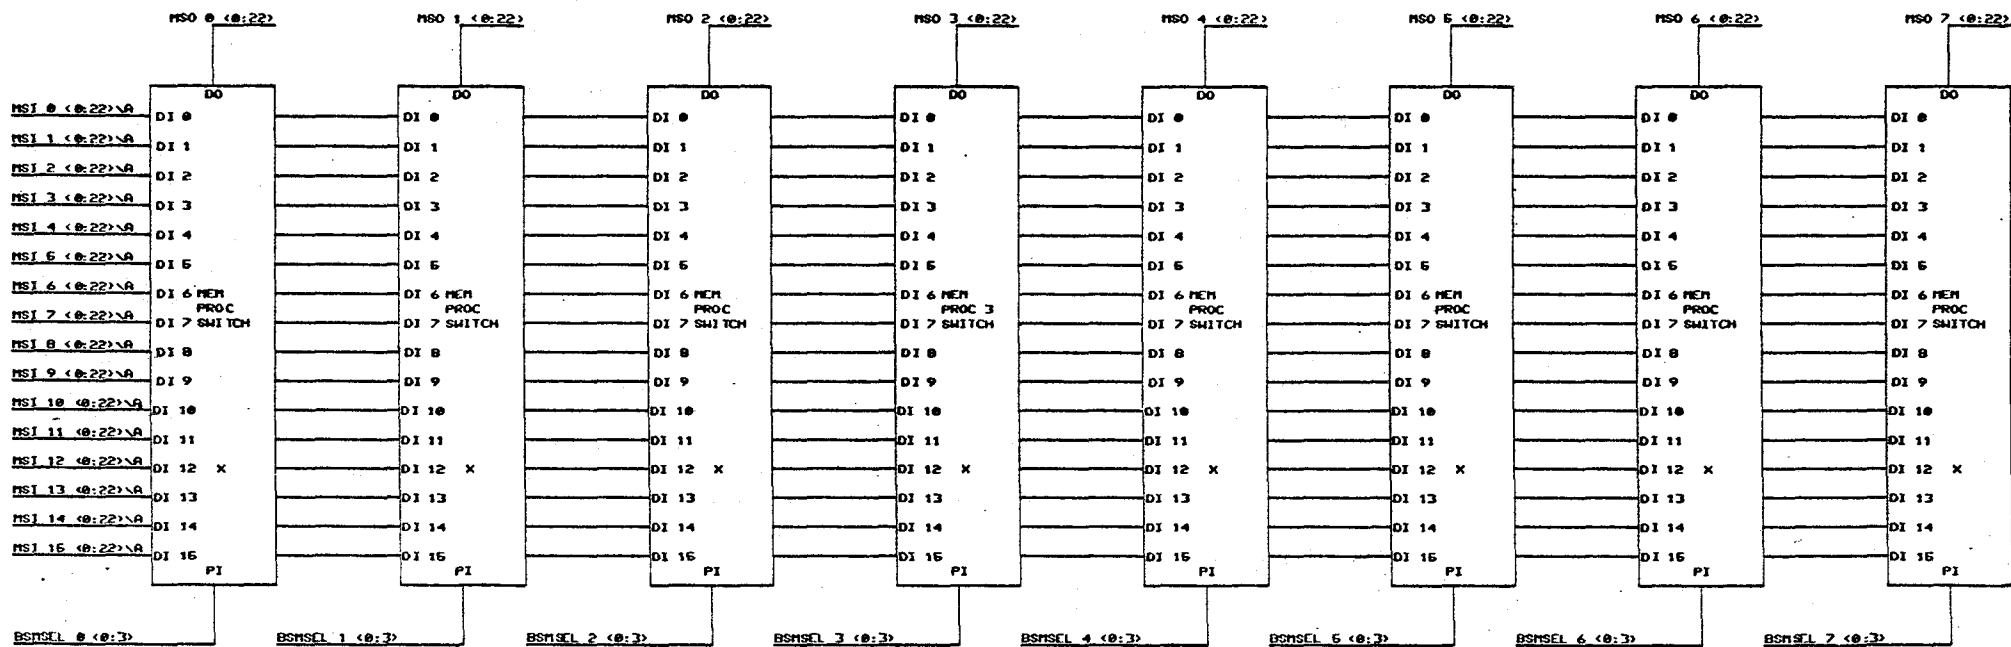 MSO 0 <0:22> MSO 1 <0:22> MSO 2 <0:22> MSO 3 <0:22> MSO 4 <0:22> MSO 5 <0:22> MSO 6 <0:22> MSO 7 <0:22>
DO DO DO DO DO DO DO DO
MSI 0 <0:22>\A DI 0 DI 0 DI 0 DI 0 DI 0 DI 0 DI 0 DI 0
MSI 1 <0:22>\A DI 1 DI 1 DI 1 DI 1 DI 1 DI 1 DI 1 DI 1
MSI 2 <0:22>\A DI 2 DI 2 DI 2 DI 2 DI 2 DI 2 DI 2 DI 2
MSI 3 <0:22>\A DI 3 DI 3 DI 3 DI 3 DI 3 DI 3 DI 3 DI 3
MSI 4 <0:22>\A DI 4 DI 4 DI 4 DI 4 DI 4 DI 4 DI 4 DI 4
MSI 5 <0:22>\A DI 5 DI 5 DI 5 DI 5 DI 5 DI 5 DI 5 DI 5
MSI 6 <0:22>\A DI 6 MEM DI 6 MEM DI 6 MEM DI 6 MEM DI 6 MEM DI 6 MEM DI 6 MEM DI 6 MEM
PROC PROC PROC PROC 3 PROC PROC PROC PROC
MSI 7 <0:22>\A DI 7 SWITCH DI 7 SWITCH DI 7 SWITCH DI 7 SWITCH DI 7 SWITCH DI 7 SWITCH DI 7 SWITCH DI 7 SWITCH
MSI 8 <0:22>\A DI 8 DI 8 DI 8 DI 8 DI 8 DI 8 DI 8 DI 8
MSI 9 <0:22>\A DI 9 DI 9 DI 9 DI 9 DI 9 DI 9 DI 9 DI 9
MSI 10 <0:22>\A DI 10 DI 10 DI 10 DI 10 DI 10 DI 10 DI 10 DI 10
MSI 11 <0:22>\A DI 11 DI 11 DI 11 DI 11 DI 11 DI 11 DI 11 DI 11
MSI 12 <0:22>\A DI 12 X DI 12 X DI 12 X DI 12 X DI 12 X DI 12 X DI 12 X DI 12 X
MSI 13 <0:22>\A DI 13 DI 13 DI 13 DI 13 DI 13 DI 13 DI 13 DI 13
MSI 14 <0:22>\A DI 14 DI 14 DI 14 DI 14 DI 14 DI 14 DI 14 DI 14
MSI 15 <0:22>\A DI 15 DI 15 DI 15 DI 15 DI 15 DI 15 DI 15 DI 15
PI PI PI PI PI PI PI PI
BSMSEL 0 <0:3> BSMSEL 1 <0:3> BSMSEL 2 <0:3> BSMSEL 3 <0:3> BSMSEL 4 <0:3> BSMSEL 5 <0:3> BSMSEL 6 <0:3> BSMSEL 7 <0:3>